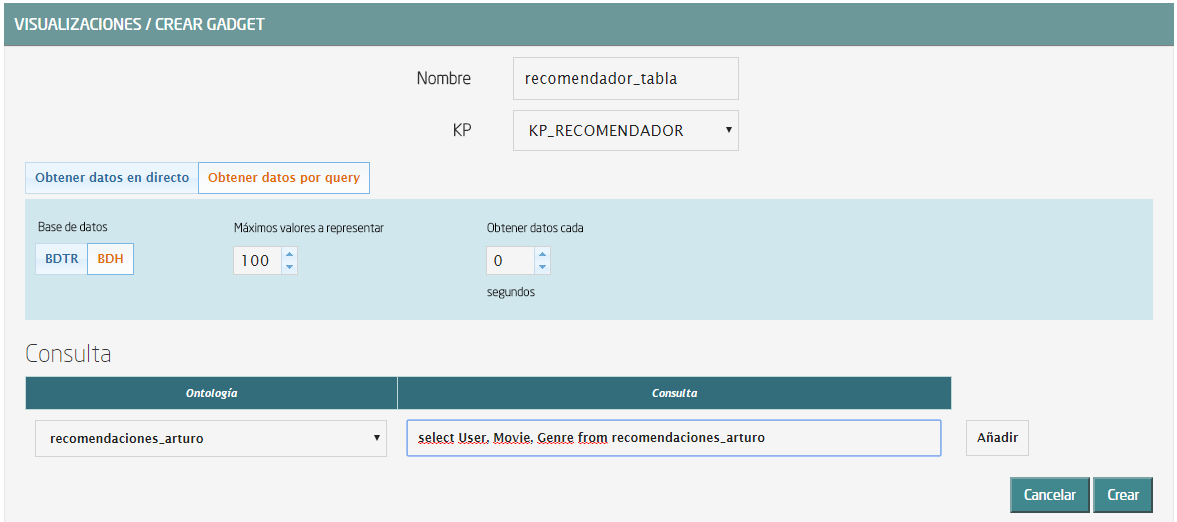 VISUALIZACIONES / CREAR GADGET
Nombre recomendador_tabla
KP KP_RECOMENDADOR
Obtener datos en directo Obtener datos por query
Base de datos Máximos valores a representar Obtener datos cada
BDTR BDH 100 0
segundos
Consulta
Ontología Consulta
recomendaciones_arturo select User, Movie, Genre from recomendaciones_arturo Añadir
Cancelar Crear